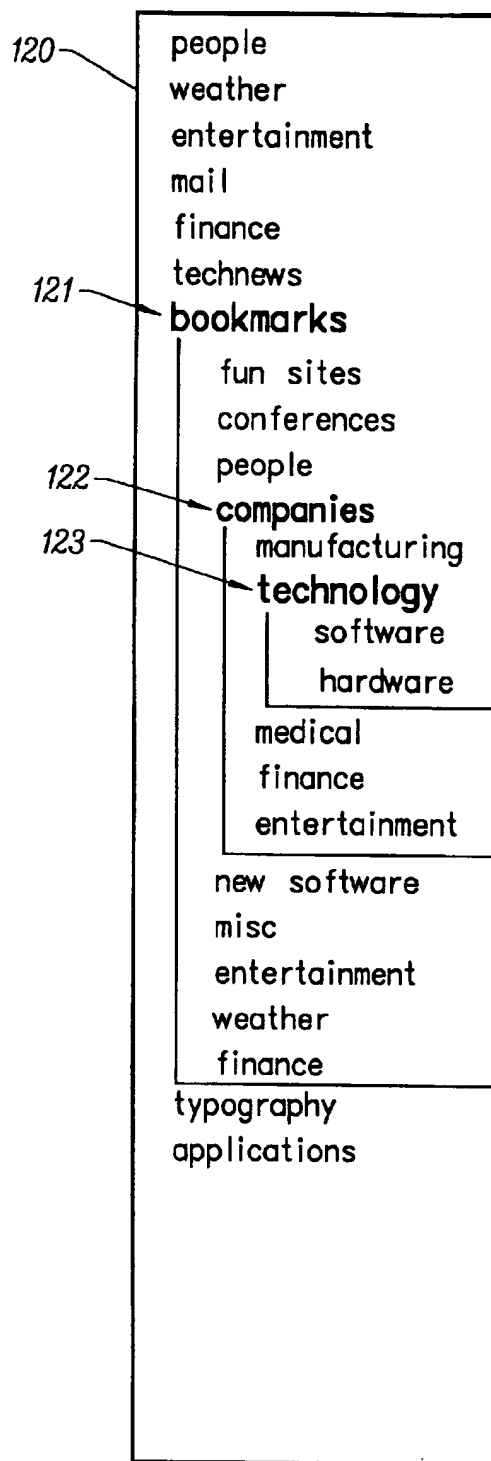 120 people
weather
entertainment
mail
finance
technews
121 bookmarks
fun sites
conferences
people
122 companies
manufacturing
123 technology
software
hardware
medical
finance
entertainment
new software
misc
entertainment
weather
finance
typography
applications